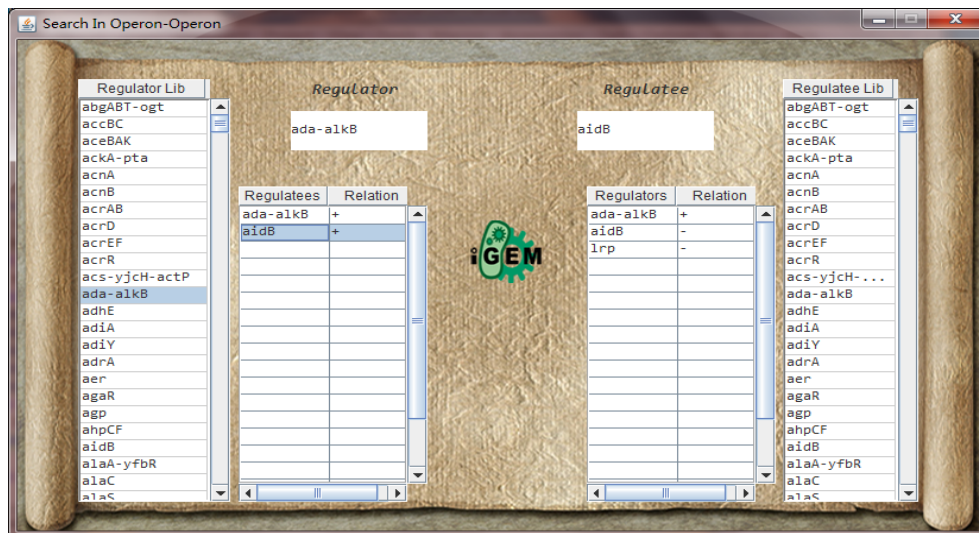 Search In Operon-Operon
Regulator Lib
abgABT-ogt
accBC
aceBAK
ackA-pta
acnA
acnB
acrAB
acrD
acrEF
acrR
acs-yjcH-actP
ada-alkB
adhE
adiA
adiY
adrA
aer
agaR
agp
ahpCF
aidB
alaA-yfbR
alaC
alaS
Regulator
ada-alkB
Regulatees Relation
ada-alkB +
aidB +
iGEM
Regulatee
aidB
Regulators Relation
ada-alkB +
aidB -
lrp -
Regulatee Lib
abgABT-ogt
accBC
aceBAK
ackA-pta
acnA
acnB
acrAB
acrD
acrEF
acrR
acs-yjcH-...
ada-alkB
adhE
adiA
adiY
adrA
aer
agaR
agp
ahpCF
aidB
alaA-yfbR
alaC
alaS